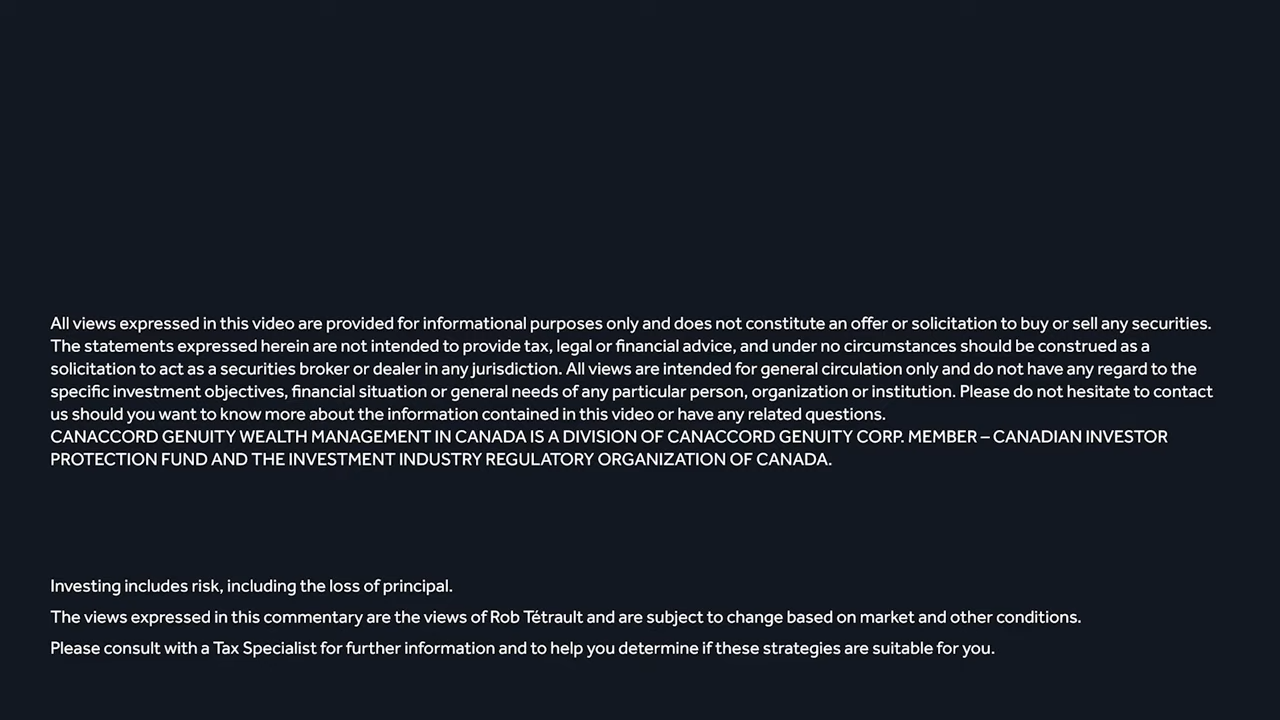 All views expressed in this video are provided for informational purposes only and does not constitute an offer or solicitation to buy or sell any securities.
The statements expressed herein are not intended to provide tax, legal or financial advice, and under no circumstances should be construed as a
solicitation to act as a securities broker or dealer in any jurisdiction. All views are intended for general circulation only and do not have any regard to the
specific investment objectives, financial situation or general needs of any particular person, organization or institution. Please do not hesitate to contact
us should you want to know more about the information contained in this video or have any related questions.
CANACCORD GENUITY WEALTH MANAGEMENT IN CANADA IS A DIVISION OF CANACCORD GENUITY CORP. MEMBER – CANADIAN INVESTOR
PROTECTION FUND AND THE INVESTMENT INDUSTRY REGULATORY ORGANIZATION OF CANADA.
Investing includes risk, including the loss of principal.
The views expressed in this commentary are the views of Rob Tétrault and are subject to change based on market and other conditions.
Please consult with a Tax Specialist for further information and to help you determine if these strategies are suitable for you.